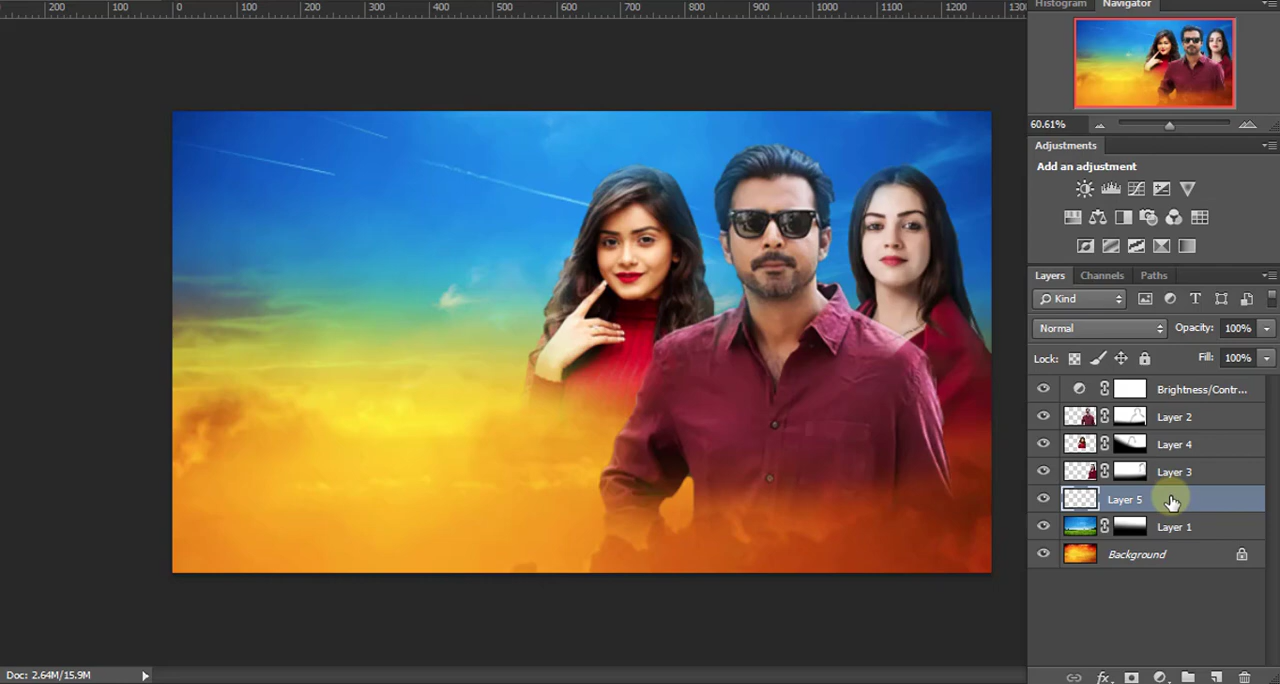 200 100 0 100 200 300 400 500 600 700 800 900 1000 1100 1200 1300
Histogram Navigator
60.61%
Adjustments
Add an adjustment
Layers Channels Paths
Kind
Normal Opacity: 100%
Lock: Fill: 100%
Brightness/Contr...
Layer 2
Layer 4
Layer 3
Layer 5
Layer 1
Background
Doc: 2.64M/15.9M
fx